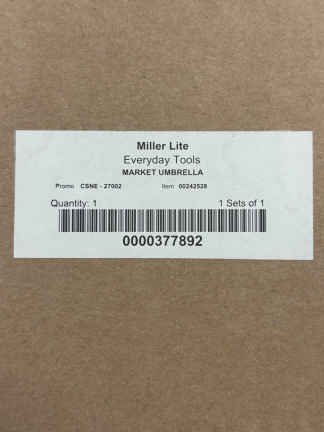 Miller Lite
Everyday Tools
MARKET UMBRELLA
Promo CSNE - 27002 Item 00242528
Quantity: 1 1 Sets of 1
0000377892